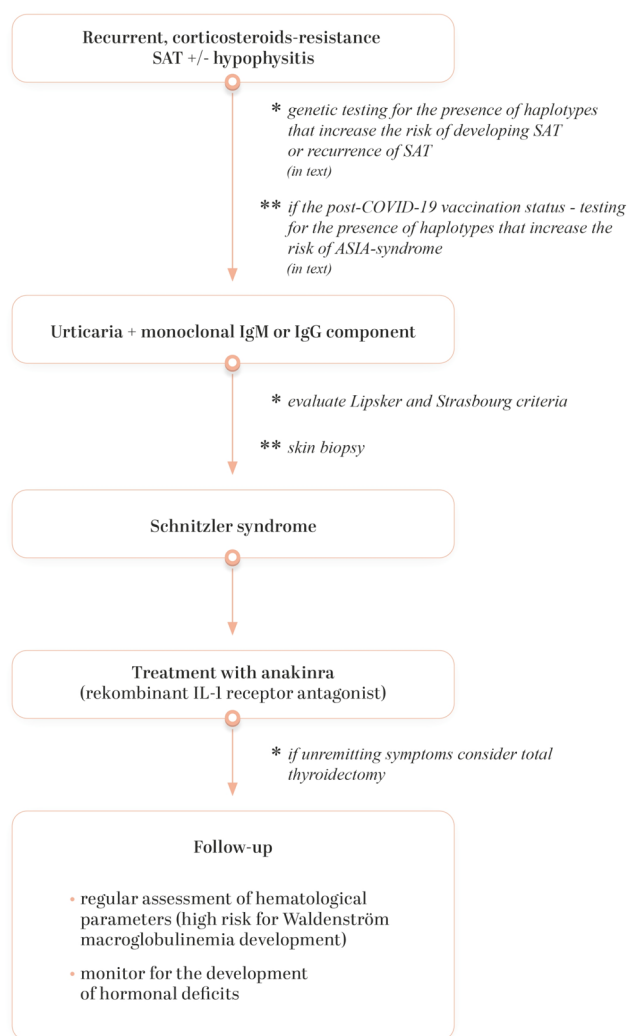 Recurrent, corticosteroids-resistance
SAT +/- hypophysitis
* genetic testing for the presence of haplotypes
that increase the risk of developing SAT
or recurrence of SAT
(in text)
** if the post-COVID-19 vaccination status - testing
for the presence of haplotypes that increase the
risk of ASIA-syndrome
(in text)
Urticaria + monoclonal IgM or IgG component
* evaluate Lipsker and Strasbourg criteria
** skin biopsy
Schnitzler syndrome
Treatment with anakinra
(rekombinant IL-1 receptor antagonist)
* if unremitting symptoms consider total
thyroidectomy
Follow-up
• regular assessment of hematological
parameters (high risk for Waldenström
macroglobulinemia development)
• monitor for the development
of hormonal deficits